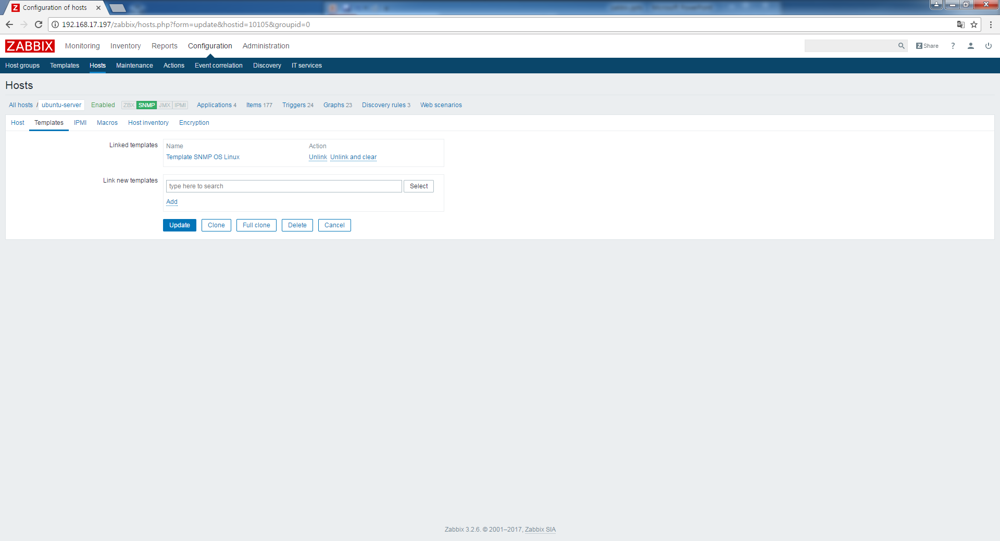 Z Configuration of hosts
192.168.17.197/zabbix/hosts.php?form=update&hostid=10105&groupid=0
ZABBIX Monitoring Inventory Reports Configuration Administration Z Share ?
Host groups Templates Hosts Maintenance Actions Event correlation Discovery IT services
Hosts
All hosts / ubuntu-server Enabled ZBX SNMP JMX IPMI Applications 4 Items 177 Triggers 24 Graphs 23 Discovery rules 3 Web scenarios
Host Templates IPMI Macros Host inventory Encryption
Linked templates Name Action
Template SNMP OS Linux Unlink Unlink and clear
Link new templates
type here to search Select
Add
Update Clone Full clone Delete Cancel
Zabbix 3.2.6. © 2001–2017, Zabbix SIA